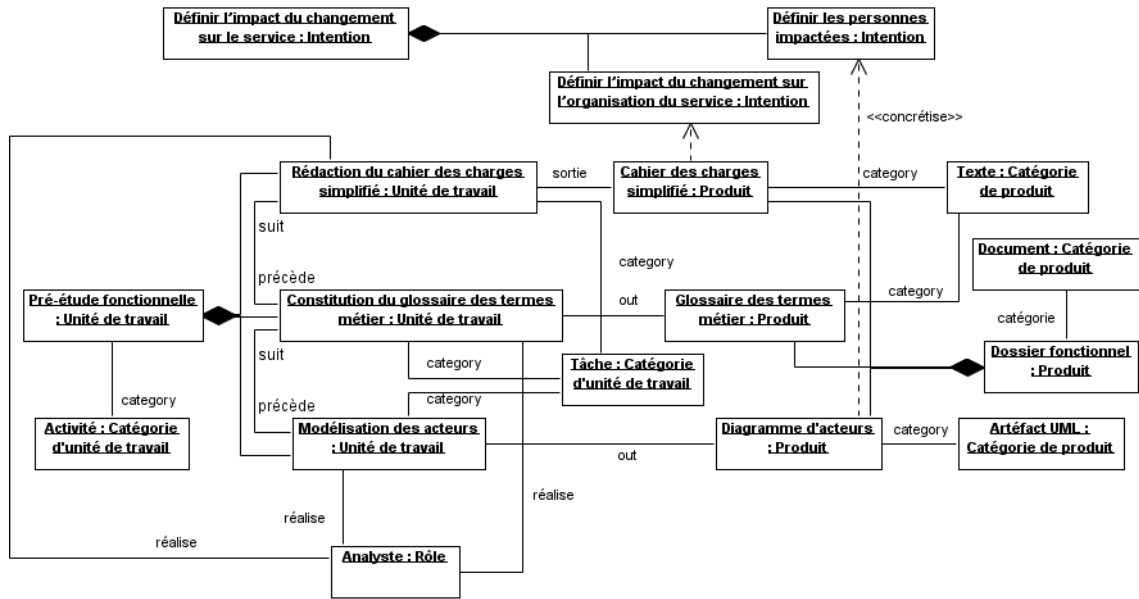 Définir l'impact du changement
sur le service : Intention
Définir les personnes
impactées : Intention
Définir l'impact du changement sur
l'organisation du service : Intention
<<concrétise>>
Rédaction du cahier des charges
simplifié : Unité de travail
sortie
Cahier des charges
simplifié : Produit
category
Texte : Catégorie
de produit
suit
Document : Catégorie
de produit
category
précède
Pré-étude fonctionnelle
: Unité de travail
Constitution du glossaire des termes
métier : Unité de travail
out
Glossaire des termes
métier : Produit
category
catégorie
suit
category
Tâche : Catégorie
d'unité de travail
Dossier fonctionnel
: Produit
category
category
précède
Activité : Catégorie
d'unité de travail
Modélisation des acteurs
: Unité de travail
out
Diagramme d'acteurs
: Produit
category
Artéfact UML :
Catégorie de produit
réalise
réalise
réalise
Analyste : Rôle